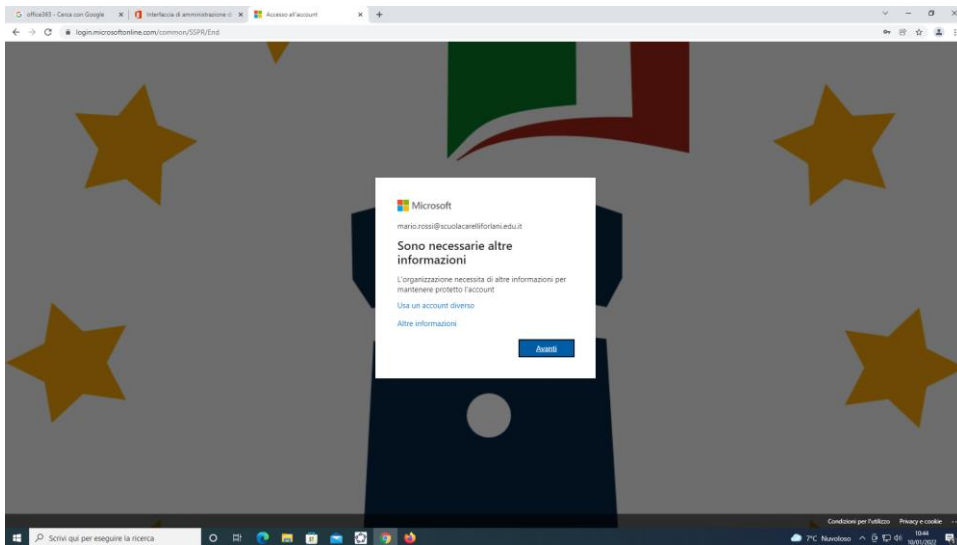 office365 - Cerca con Google
Interfaccia di amministrazione d
Accesso all'account
login.microsoftonline.com/common/SSPR/End
Microsoft
mario.rossi@scuolacarelliforlani.edu.it
Sono necessarie altre
informazioni
L'organizzazione necessita di altre informazioni per
mantenere protetto l'account
Usa un account diverso
Altre informazioni
Avanti
Condizioni per l'utilizzo Privacy e cookie
Scrivi qui per eseguire la ricerca
7°C Nuvoloso
10:44
10/01/2022